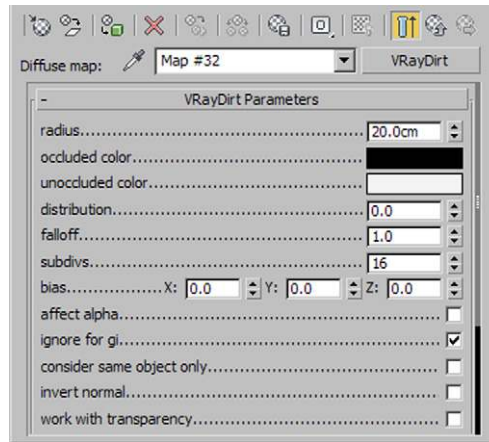 Diffuse map: Map #32 VRayDirt
- VRayDirt Parameters
radius................................................... 20.0cm
occluded color..........................................
unoccluded color.......................................
distribution.............................................. 0.0
falloff..................................................... 1.0
subdivs................................................... 16
bias.................X: 0.0 Y: 0.0 Z: 0.0
affect alpha.............................................
ignore for gi.............................................
consider same object only............................
invert normal............................................
work with transparency................................